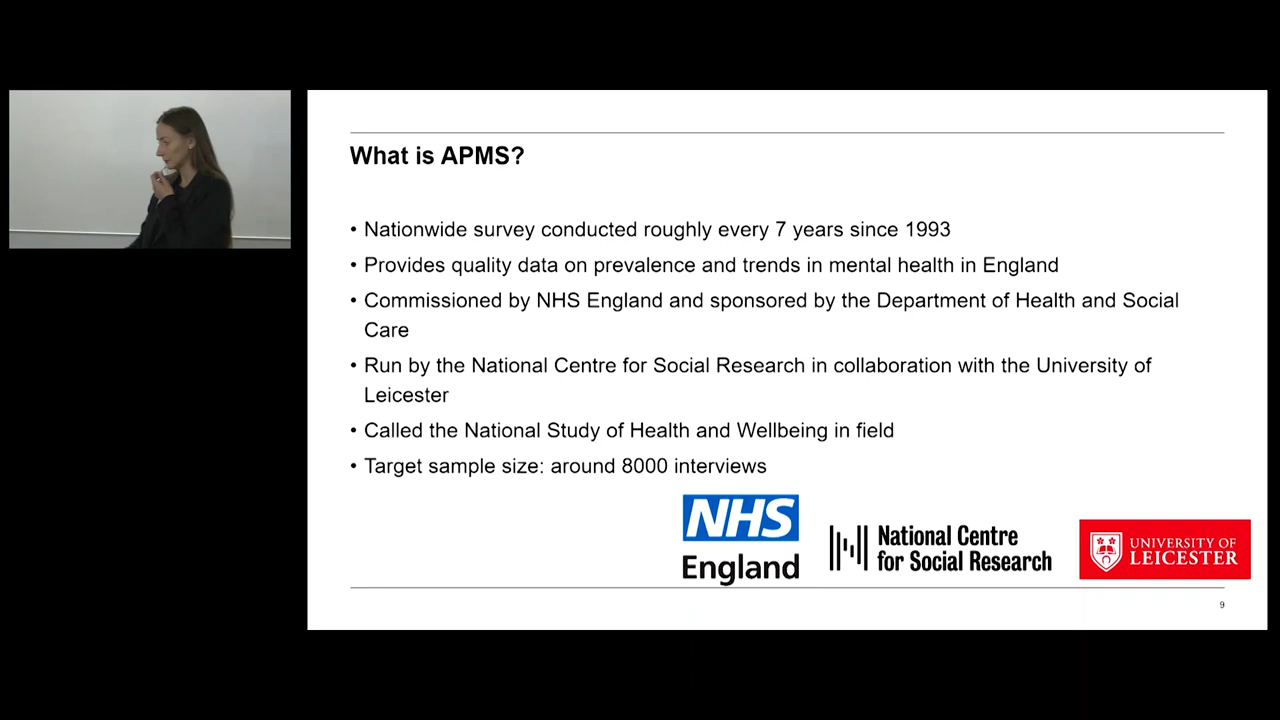 What is APMS?
• Nationwide survey conducted roughly every 7 years since 1993
• Provides quality data on prevalence and trends in mental health in England
• Commissioned by NHS England and sponsored by the Department of Health and Social
Care
• Run by the National Centre for Social Research in collaboration with the University of
Leicester
• Called the National Study of Health and Wellbeing in field
• Target sample size: around 8000 interviews
NHS
England
National Centre
for Social Research
UNIVERSITY OF
LEICESTER
9